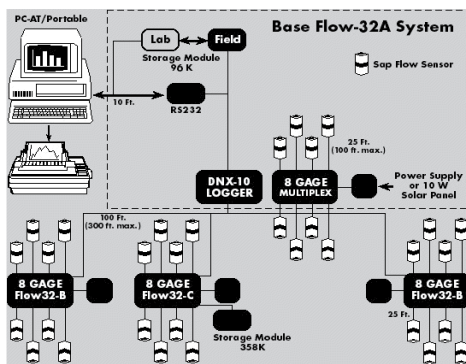 PC-AT/Portable
Base Flow-32A System
Lab
Field
Storage Module
96 K
Sap Flow Sensor
10 Ft.
RS232
25 Ft.
(100 ft. max.)
DNX-10
LOGGER
8 GAGE
MULTIPLEX
Power Supply
or 10 W
Solar Panel
100 Ft.
(300 ft. max.)
8 GAGE
Flow32-B
8 GAGE
Flow32-C
8 GAGE
Flow32-B
25 Ft.
Storage Module
358K